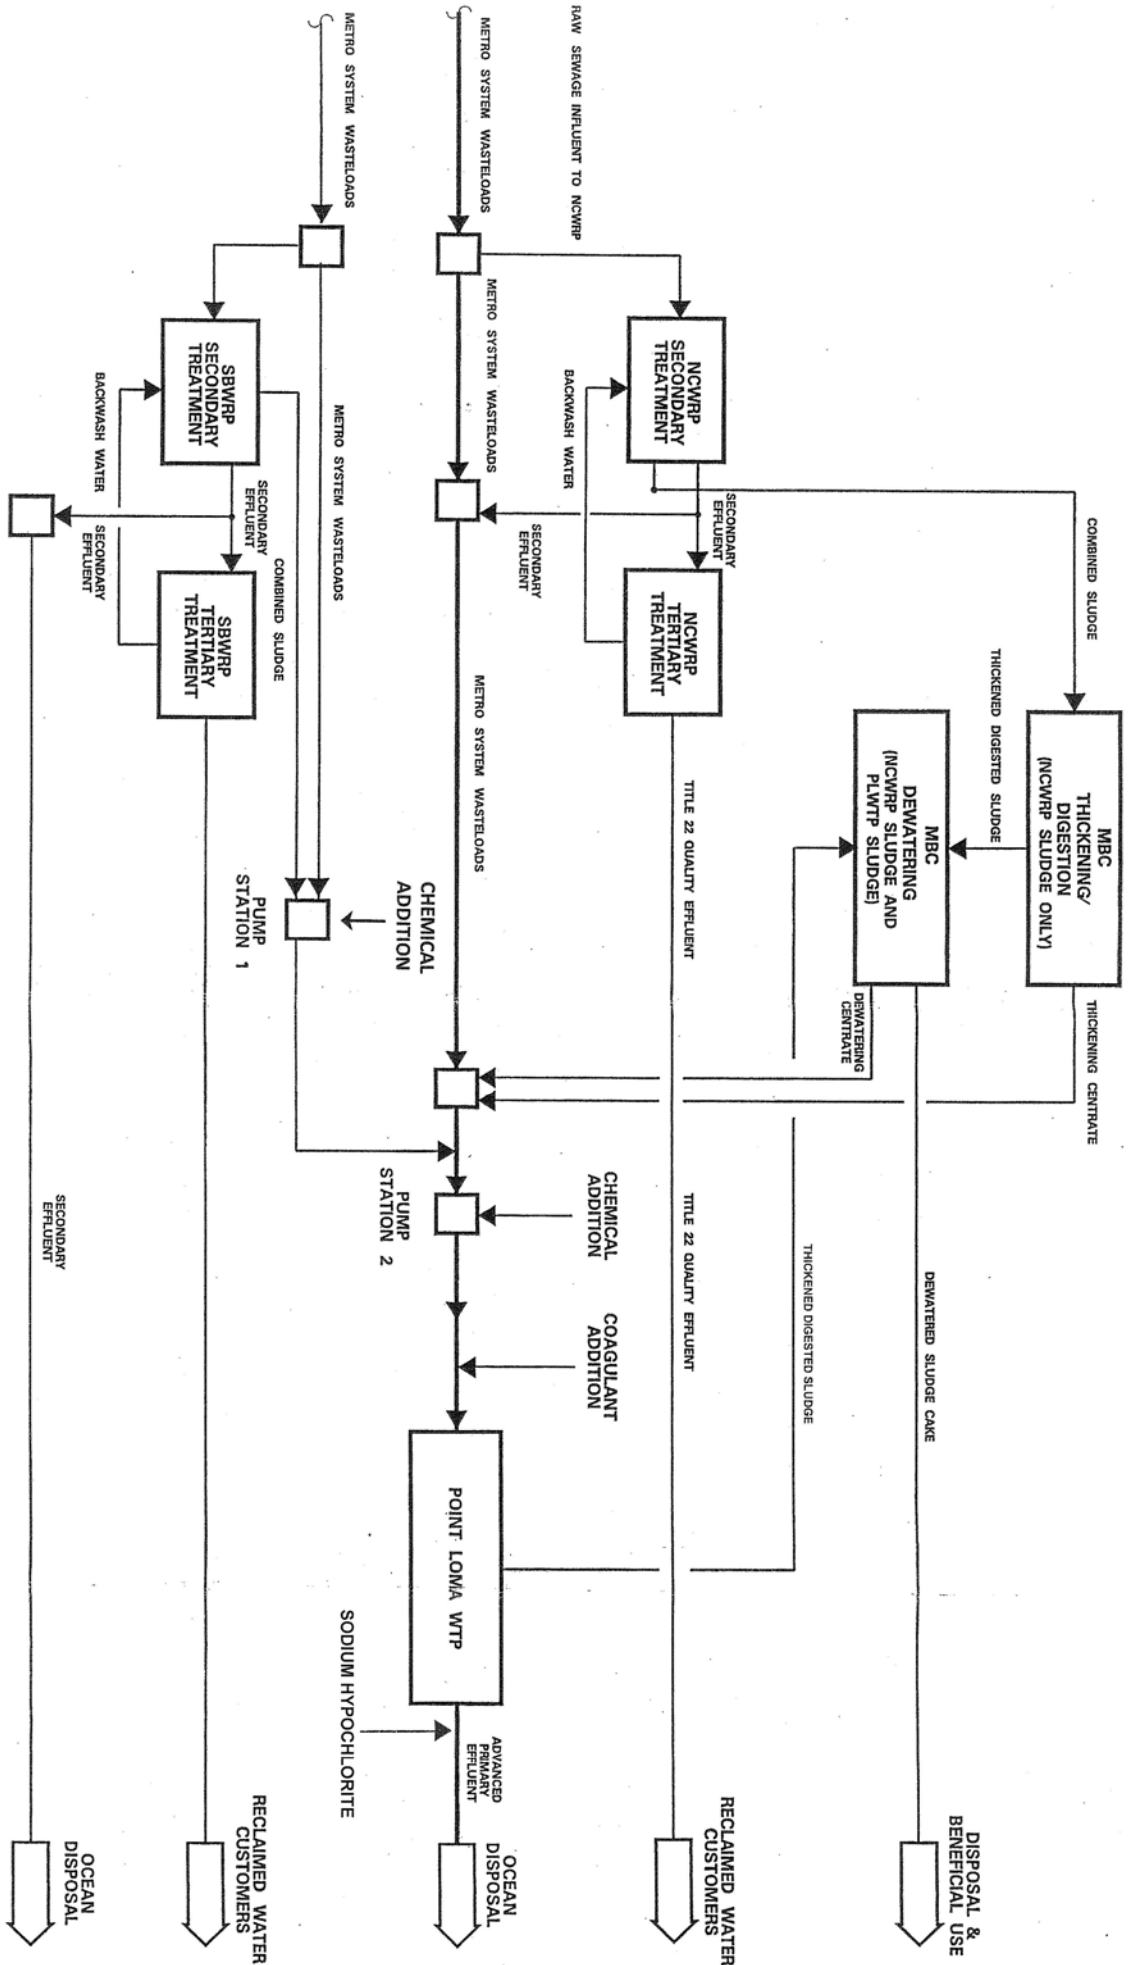 MBC
THICKENING/
DIGESTION
(NCWRP SLUDGE ONLY)
COMBINED SLUDGE
THICKENING CENTRATE
THICKENED DIGESTED SLUDGE
MBC
DEWATERING
(NCWRP SLUDGE AND
PLWTP SLUDGE)
DEWATERING
CENTRATE
DEWATERED SLUDGE CAKE
DISPOSAL &
BENEFICIAL USE
THICKENED DIGESTED SLUDGE
RAW SEWAGE INFLUENT TO NCWRP
NCWRP
SECONDARY
TREATMENT
BACKWASH WATER
SECONDARY
EFFLUENT
SECONDARY
EFFLUENT
NCWRP
TERTIARY
TREATMENT
TITLE 22 QUALITY EFFLUENT
TITLE 22 QUALITY EFFLUENT
RECLAIMED WATER
CUSTOMERS
METRO SYSTEM WASTELOADS
METRO SYSTEM WASTELOADS
METRO SYSTEM WASTELOADS
CHEMICAL
ADDITION
COAGULANT
ADDITION
PUMP
STATION 2
POINT LOMA WTP
ADVANCED
PRIMARY
EFFLUENT
SODIUM HYPOCHLORITE
OCEAN
DISPOSAL
METRO SYSTEM WASTELOADS
METRO SYSTEM WASTELOADS
CHEMICAL
ADDITION
PUMP
STATION 1
COMBINED SLUDGE
SBWRP
SECONDARY
TREATMENT
BACKWASH WATER
SECONDARY
EFFLUENT
SECONDARY
EFFLUENT
SBWRP
TERTIARY
TREATMENT
RECLAIMED WATER
CUSTOMERS
SECONDARY
EFFLUENT
OCEAN
DISPOSAL